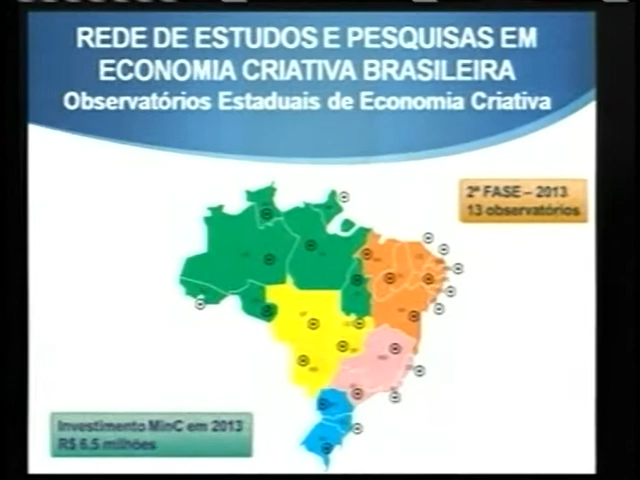 REDE DE ESTUDOS E PESQUISAS EM
ECONOMIA CRIATIVA BRASILEIRA
Observatórios Estaduais de Economia Criativa
2ª FASE – 2013
13 observatórios
Investimento MinC em 2013
R$ 6.5 milhões